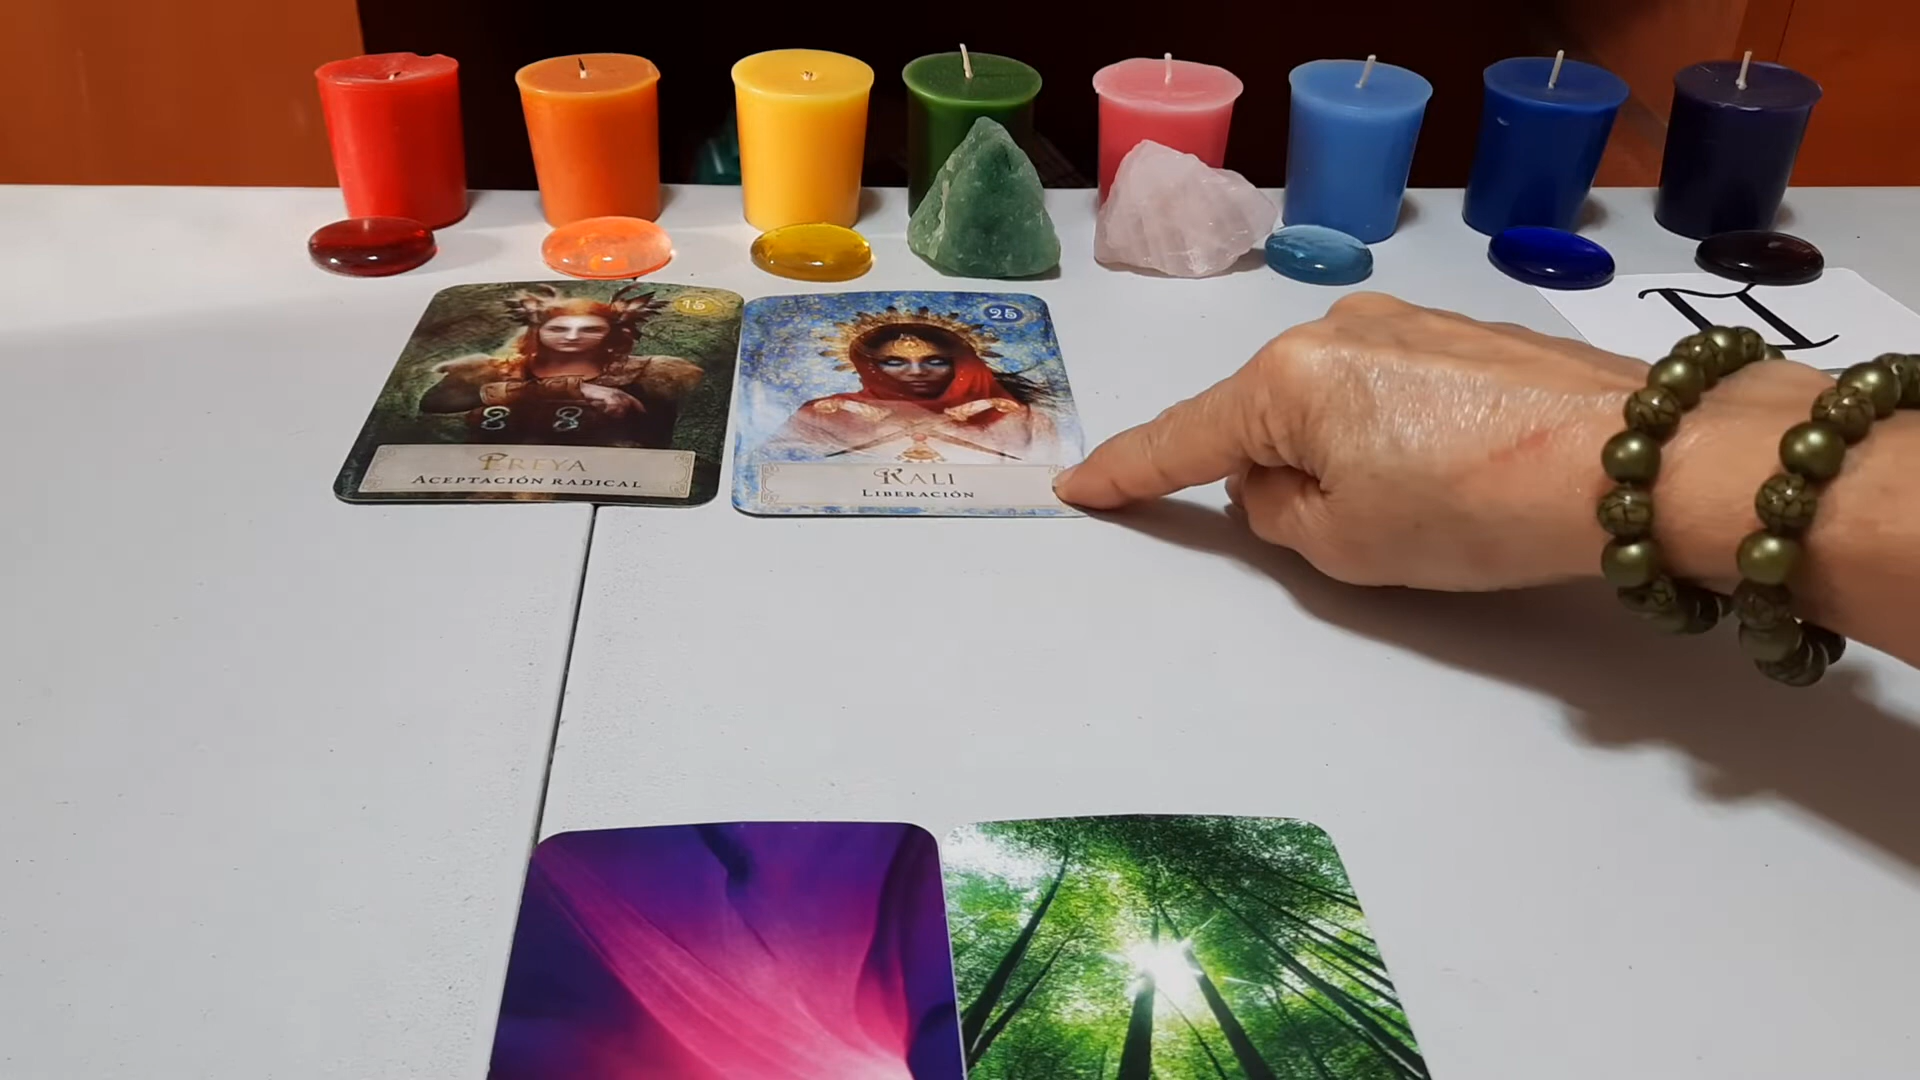 15
FREYA
ACEPTACIÓN RADICAL
25
KALI
LIBERACIÓN